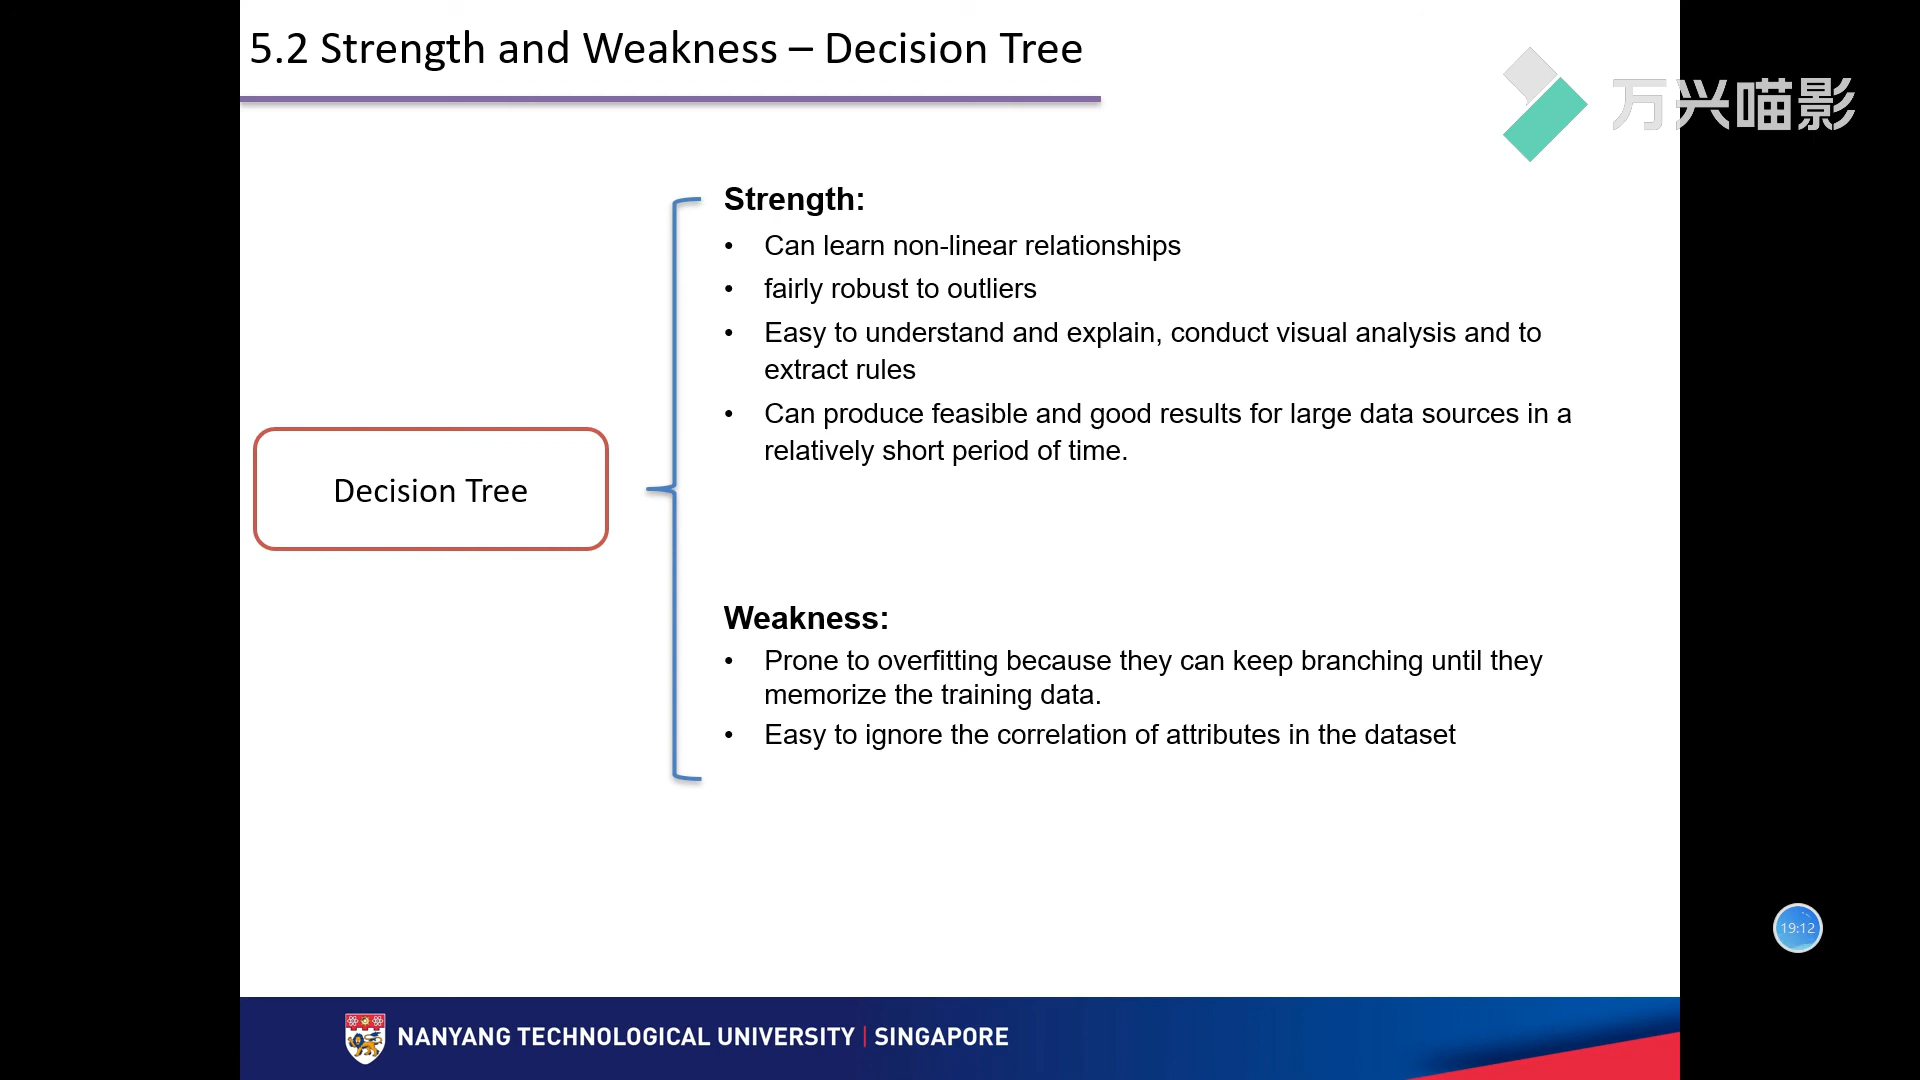 5.2 Strength and Weakness – Decision Tree
万兴喵影
Strength:
• Can learn non-linear relationships
• fairly robust to outliers
• Easy to understand and explain, conduct visual analysis and to
extract rules
• Can produce feasible and good results for large data sources in a
relatively short period of time.
Decision Tree
Weakness:
• Prone to overfitting because they can keep branching until they
memorize the training data.
• Easy to ignore the correlation of attributes in the dataset
19:12
NANYANG TECHNOLOGICAL UNIVERSITY | SINGAPORE